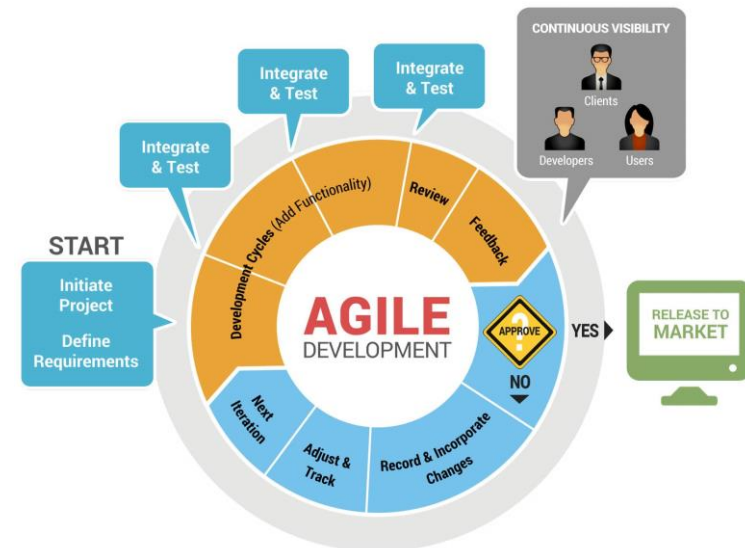 START
Initiate
Project
Define
Requirements
Integrate
& Test
Integrate
& Test
Integrate
& Test
CONTINUOUS VISIBILITY
Clients
Developers
Users
Development Cycles (Add Functionality)
Review
Feedback
?
APPROVE
YES
NO
RELEASE TO
MARKET
Record & Incorporate
Changes
Adjust &
Track
Next
Iteration
AGILE
DEVELOPMENT